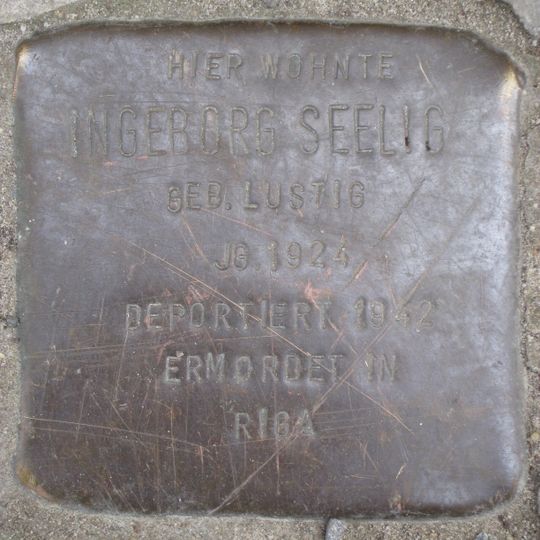 HIER WOHNTE
INGEBORG SEELIG
GEB. LUSTIG
JG. 1924
DEPORTIERT 1942
ERMORDET IN
RIGA